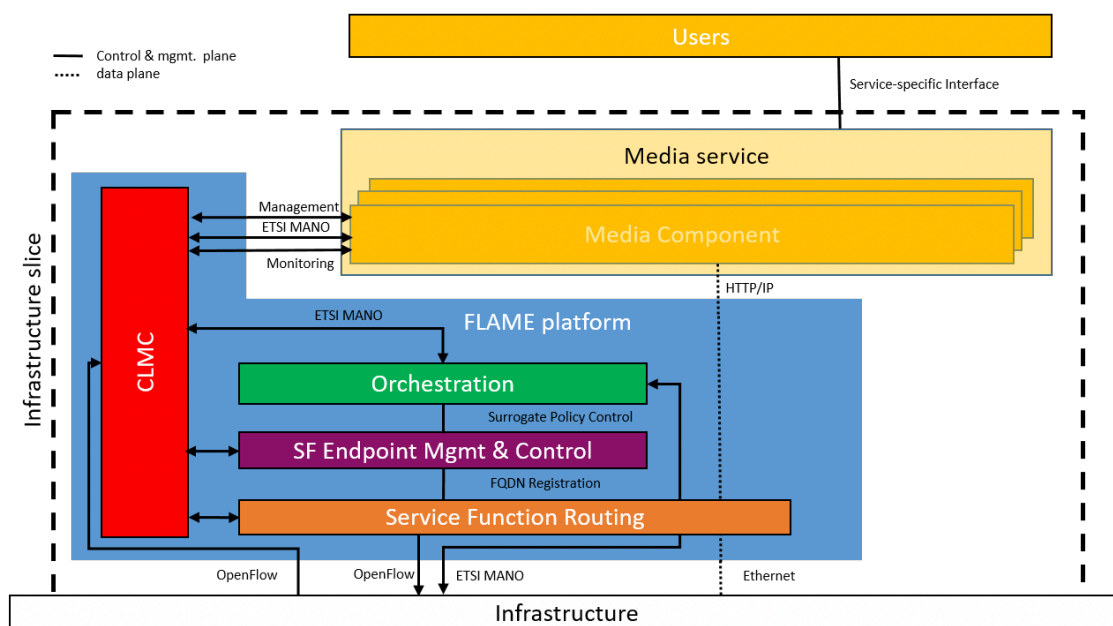 Users
Control & mgmt. plane
data plane
Service-specific Interface
Media service
Management
ETSI MANO
Media Component
Monitoring
HTTP/IP
ETSI MANO
FLAME platform
Infrastructure slice
CLMC
Orchestration
Surrogate Policy Control
SF Endpoint Mgmt & Control
FQDN Registration
Service Function Routing
OpenFlow
OpenFlow
ETSI MANO
Ethernet
Infrastructure